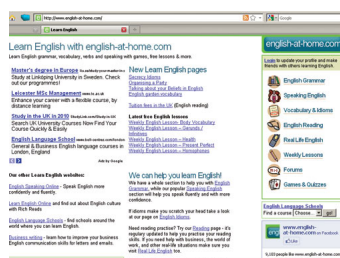 http://www.english-at-home.com/
Google
Learn English
Learn English with english-at-home.com
Learn English grammar, vocabulary, verbs and speaking with games, free lessons & more.
Master's degree in Europe
Study at Linköping University in Sweden. Check
out our programmes!
Leicester MSc Management
Enhance your career with a flexible course, by
distance learning
Study in the UK in 2010
Search UK University Courses Now Find Your
Course Quickly & Easily
English Language School
General & Business English language courses in
London, England
Ads by Google
New Learn English pages
Secrecy Idioms
Organising a Party
Talking about your Beliefs in English
English garden vocabulary
Tuition fees in the UK (English reading)
Latest free English lessons
Weekly English Lesson- Body Vocabulary
Weekly English Lesson - Gerunds /
Infinitives
Weekly English Lesson - Health
Weekly English Lesson - Present Perfect
Weekly English Lesson - Homophones
Our other Learn English websites:
English Speaking Online - Speak English more
confidently and fluently.
Learn English Online and find out about English culture
with Rich Reads
English Language Schools - find schools around the
world where you can learn English.
Business writing - learn how to improve your business
English communication skills for letters and emails.
We can help you learn English!
We have a whole section to help you with English
Grammar, while our popular Speaking English
section will help you speak fluently and with more
confidence.
If idioms make you scratch your head take a look
at our page on English idioms.
Need reading practice? Try our Reading page - it's
regularly updated to help you practise your reading
skills. If you need help with business, the world of
work, and other real-life situations make sure you
visit Real Life English too.
english-at-home.com
Login to update your profile and make
friends with others learning English.
English Grammar
Speaking English
Vocabulary & Idioms
English Reading
Real Life English
Weekly Lessons
Forums
Games & Quizzes
English Language Schools
Find a course Choose... go!
www.english-
at-home.com on Facebook
Like
9,080 people like www.english-at-home.com